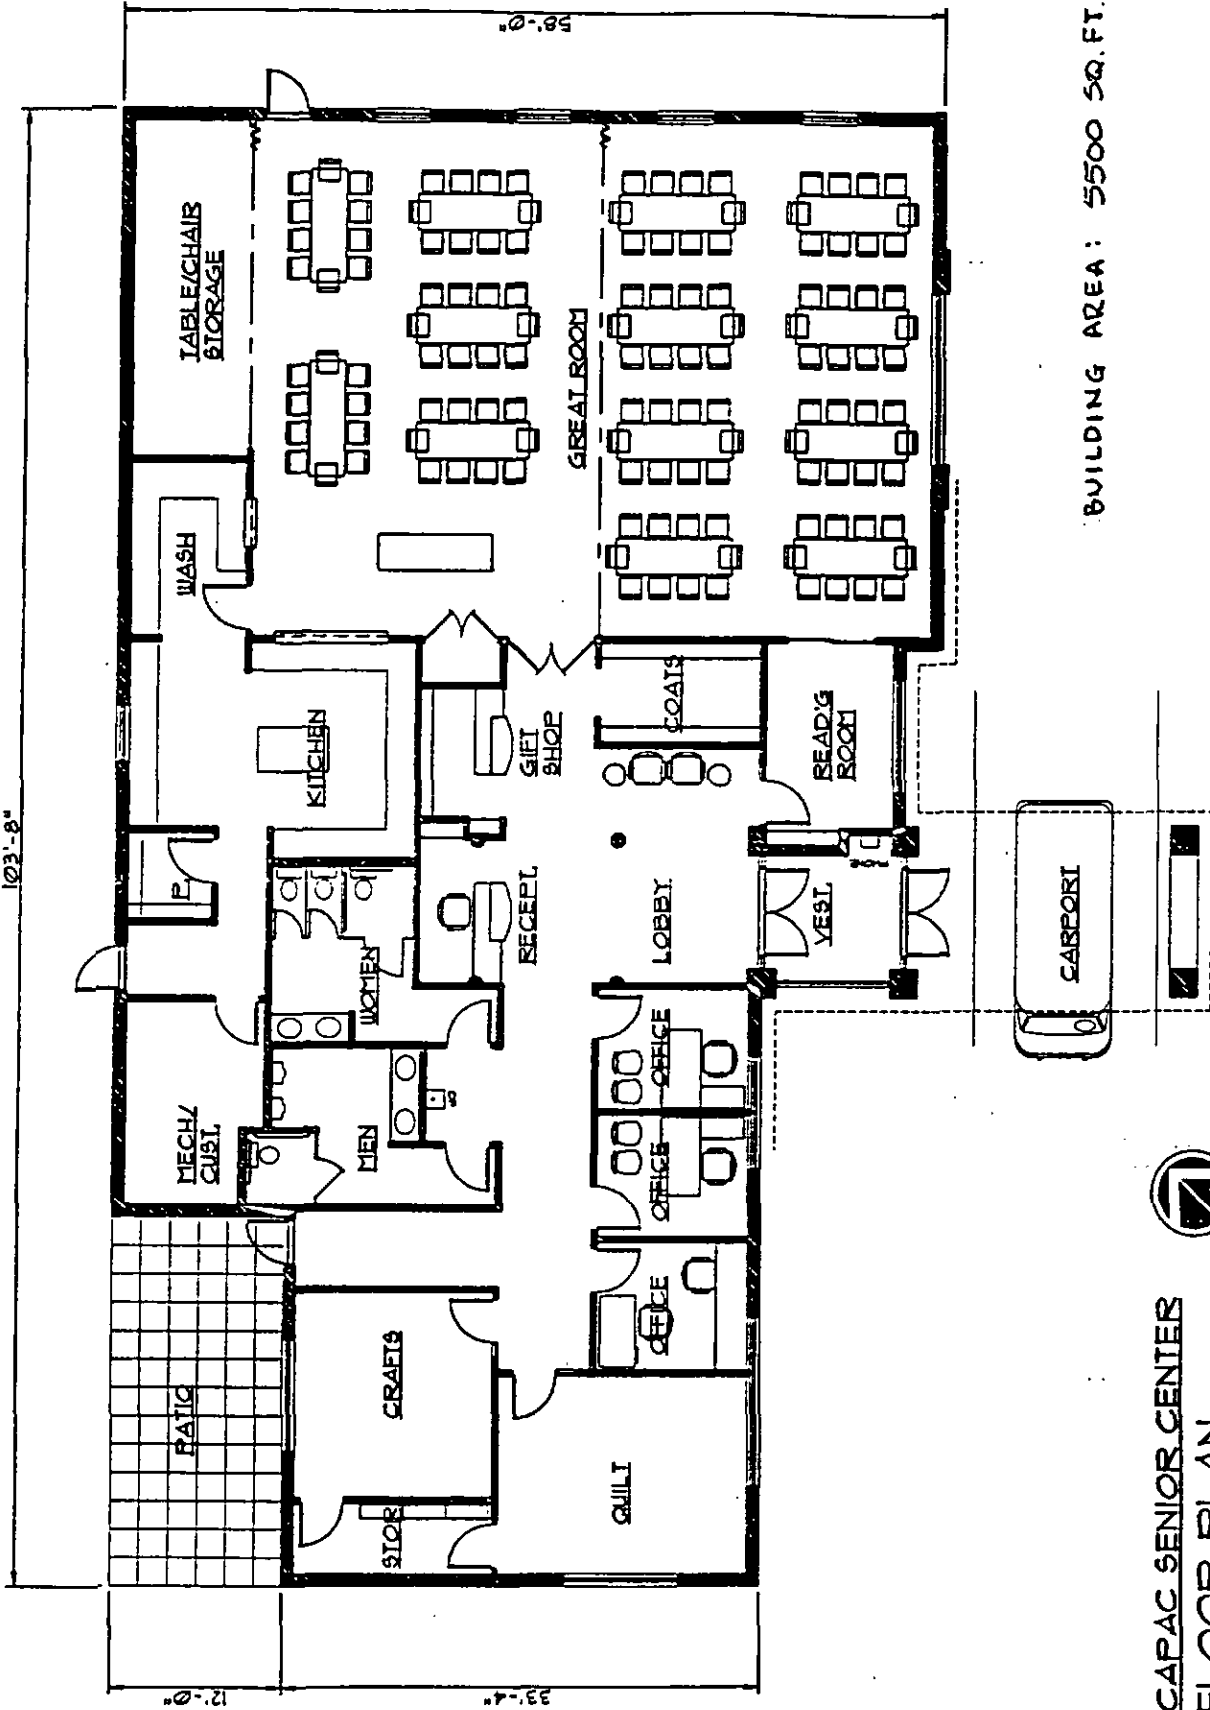 103'-8"
58'-0"
TABLE/CHAIR
STORAGE
WASH
KITCHEN
P.
MECH/
CUST.
PATIO
GREAT ROOM
GIFT
SHOP
RECEPT.
WOMEN
MEN
CRAFTS
STOR
COATS
READ'G
ROOM
LOBBY
VEST.
OFFICE
OFFICE
OFFICE
QUILT
CARPORT
12'-0"
33'-4"
BUILDING AREA: 5500 SQ. FT.
CAPAC SENIOR CENTER
FLOOR PLAN